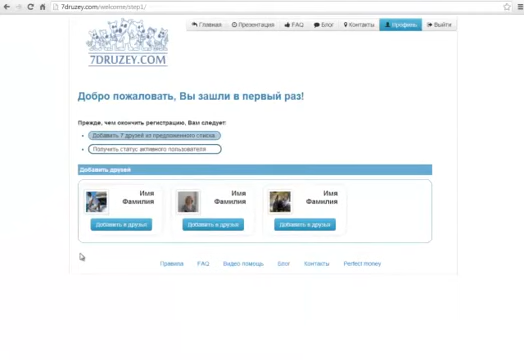 7druzey.com/welcome/step1/
Главная Презентация FAQ Блог Контакты Профиль Выйти
7DRUZEY.COM
Добро пожаловать, Вы зашли в первый раз!
Прежде, чем окончить регистрацию, Вам следует:
Добавить 7 друзей из предложенного списка
Получить статус активного пользователя
Добавить друзей
Имя Фамилия
Добавить в друзья
Имя Фамилия
Добавить в друзья
Имя Фамилия
Добавить в друзья
Правила FAQ Видео помощь Блог Контакты Perfect money